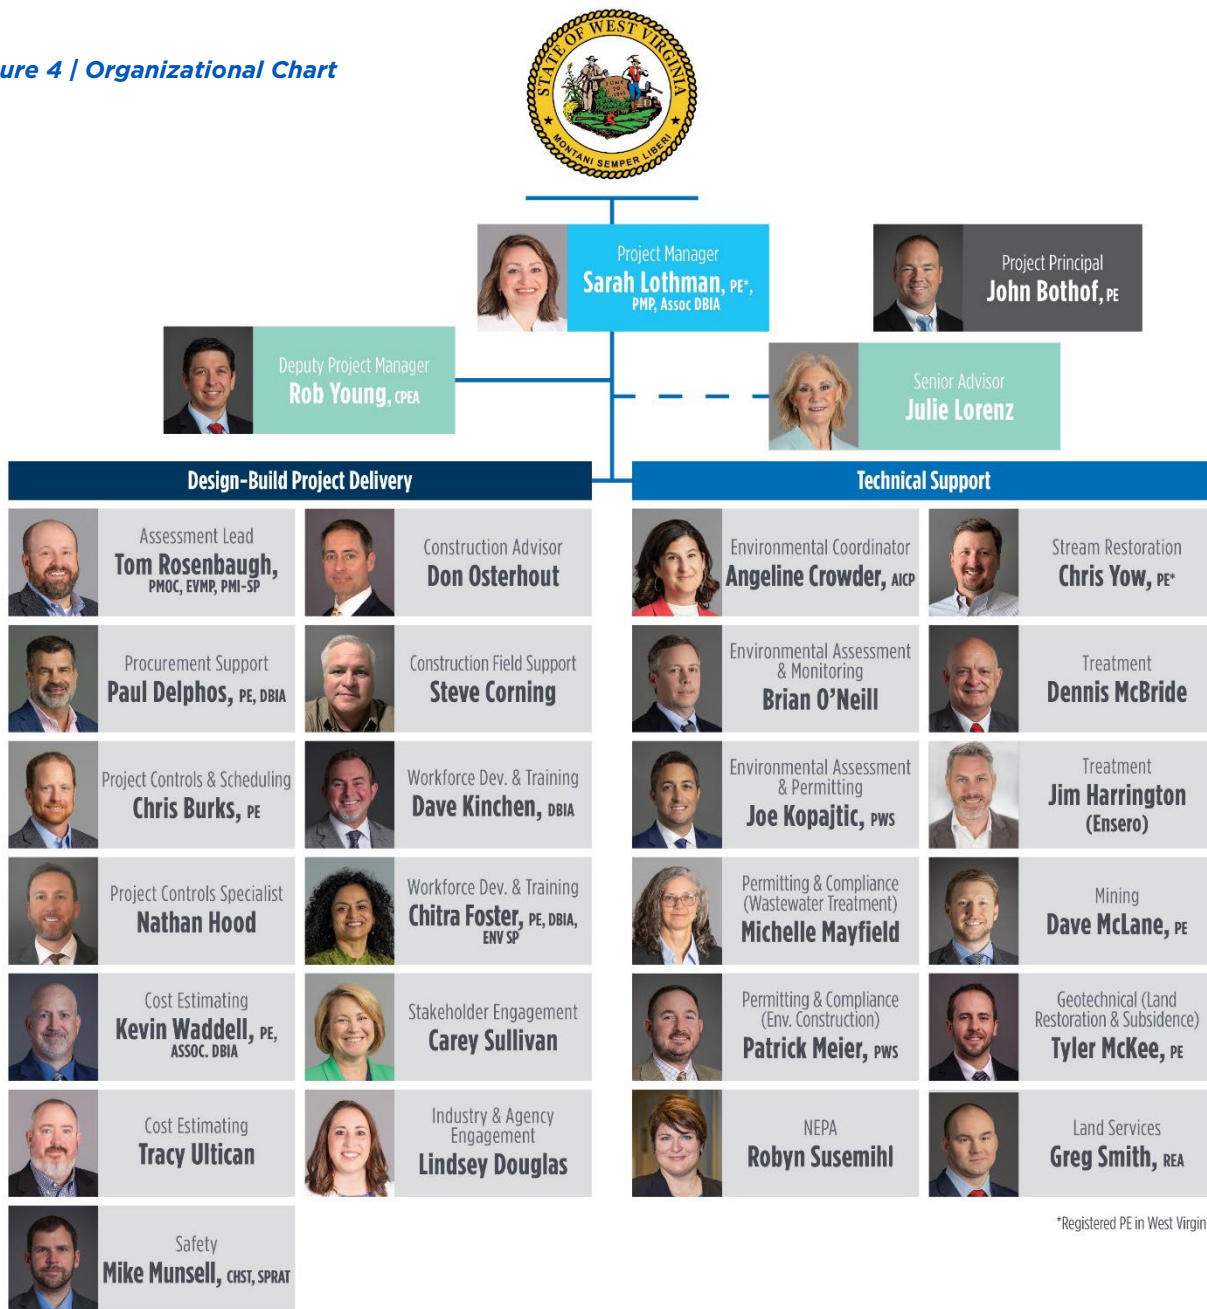 ure 4 | Organizational Chart
STATE OF WEST VIRGINIA
MONTANI SEMPER LIBERI
Project Manager
Sarah Lothman, PE*,
PMP, Assoc DBIA
Project Principal
John Bothof, PE
Deputy Project Manager
Rob Young, CPEA
Senior Advisor
Julie Lorenz
Design-Build Project Delivery
Assessment Lead
Tom Rosenbaugh,
PMOC, EVMP, PMI-SP
Construction Advisor
Don Osterhout
Procurement Support
Paul Delphos, PE, DBIA
Construction Field Support
Steve Corning
Project Controls & Scheduling
Chris Burks, PE
Workforce Dev. & Training
Dave Kinchen, DBIA
Project Controls Specialist
Nathan Hood
Workforce Dev. & Training
Chitra Foster, PE, DBIA,
ENV SP
Cost Estimating
Kevin Waddell, PE,
ASSOC. DBIA
Stakeholder Engagement
Carey Sullivan
Cost Estimating
Tracy Ultican
Industry & Agency
Engagement
Lindsey Douglas
Safety
Mike Munsell, CHST, SPRAT
Technical Support
Environmental Coordinator
Angeline Crowder, AICP
Stream Restoration
Chris Yow, PE*
Environmental Assessment
& Monitoring
Brian O'Neill
Treatment
Dennis McBride
Environmental Assessment
& Permitting
Joe Kopajtic, PWS
Treatment
Jim Harrington
(Ensero)
Permitting & Compliance
(Wastewater Treatment)
Michelle Mayfield
Mining
Dave McLane, PE
Permitting & Compliance
(Env. Construction)
Patrick Meier, PWS
Geotechnical (Land
Restoration & Subsidence)
Tyler McKee, PE
NEPA
Robyn Susemihl
Land Services
Greg Smith, REA
*Registered PE in West Virgin